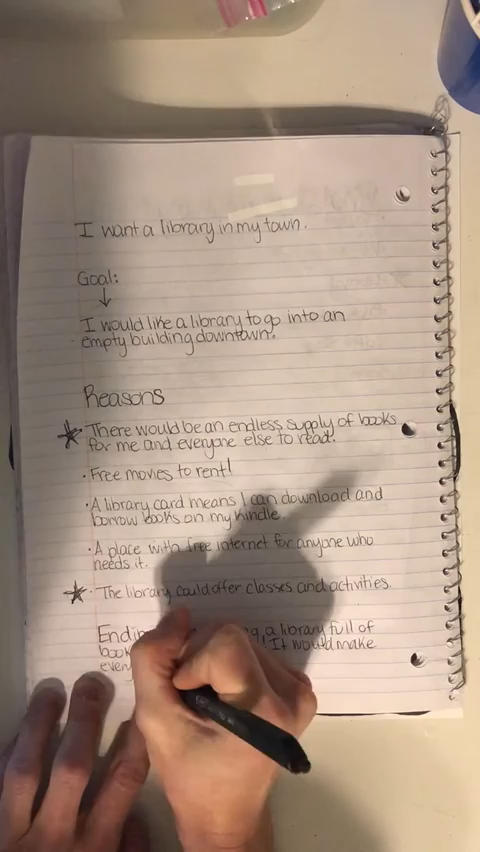 I want a library in my town.
Goal:
I would like a library to go into an
empty building downtown.
Reasons
There would be an endless supply of books
for me and everyone else to read.
· Free movies to rent!
· A library card means I can download and
borrow books on my kindle.
· A place with free internet for anyone who
needs it.
· The library could offer classes and activities.
a library full of
It would make